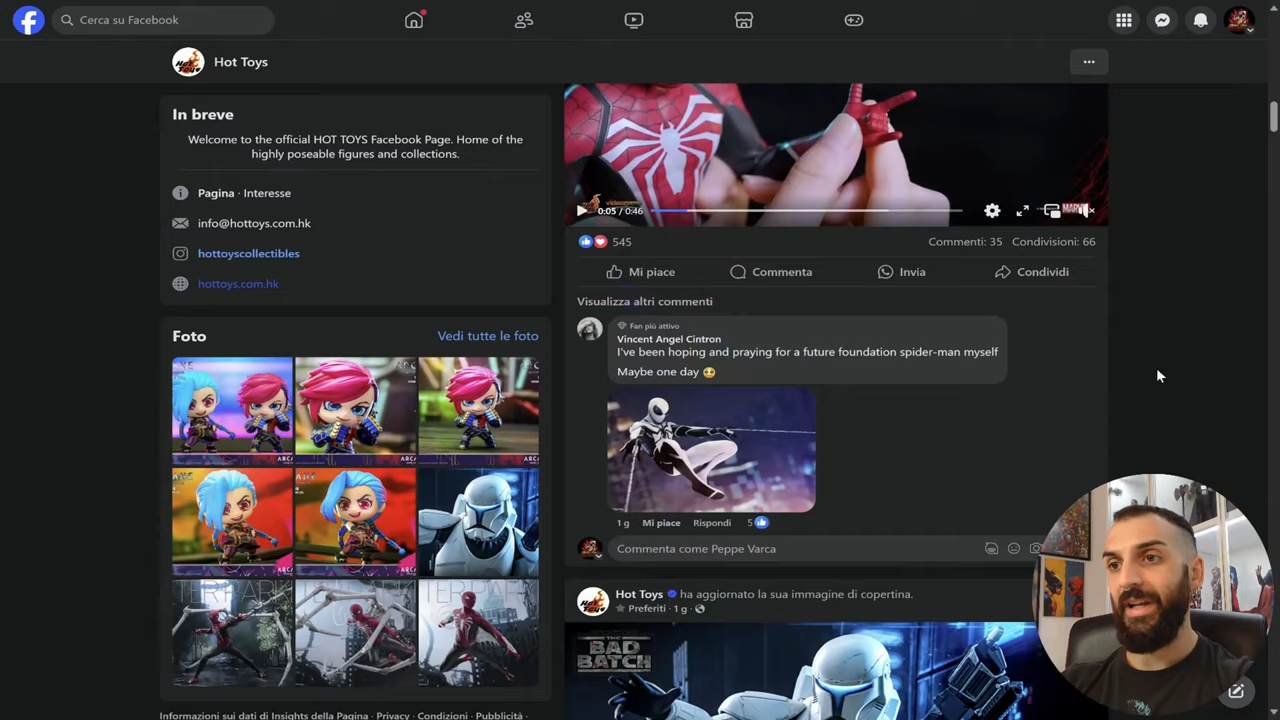 Cerca su Facebook
Hot Toys
In breve
Welcome to the official HOT TOYS Facebook Page. Home of the
highly poseable figures and collections.
Pagina · Interesse
info@hottoys.com.hk
hottoyscollectibles
hottoys.com.hk
Foto
Vedi tutte le foto
0:05 / 0:46
MARVEL
545
Commenti: 35 Condivisioni: 66
Mi piace
Commenta
Invia
Condividi
Visualizza altri commenti
Fan più attivo
Vincent Angel Cintron
I've been hoping and praying for a future foundation spider-man myself
Maybe one day 🥹
1 g Mi piace Rispondi 5
Commenta come Peppe Varca
Hot Toys ha aggiornato la sua immagine di copertina.
Preferiti · 1 g ·
THE
BAD
BATCH
Informazioni sui dati di Insights della Pagina · Privacy · Condizioni · Pubblicità ·